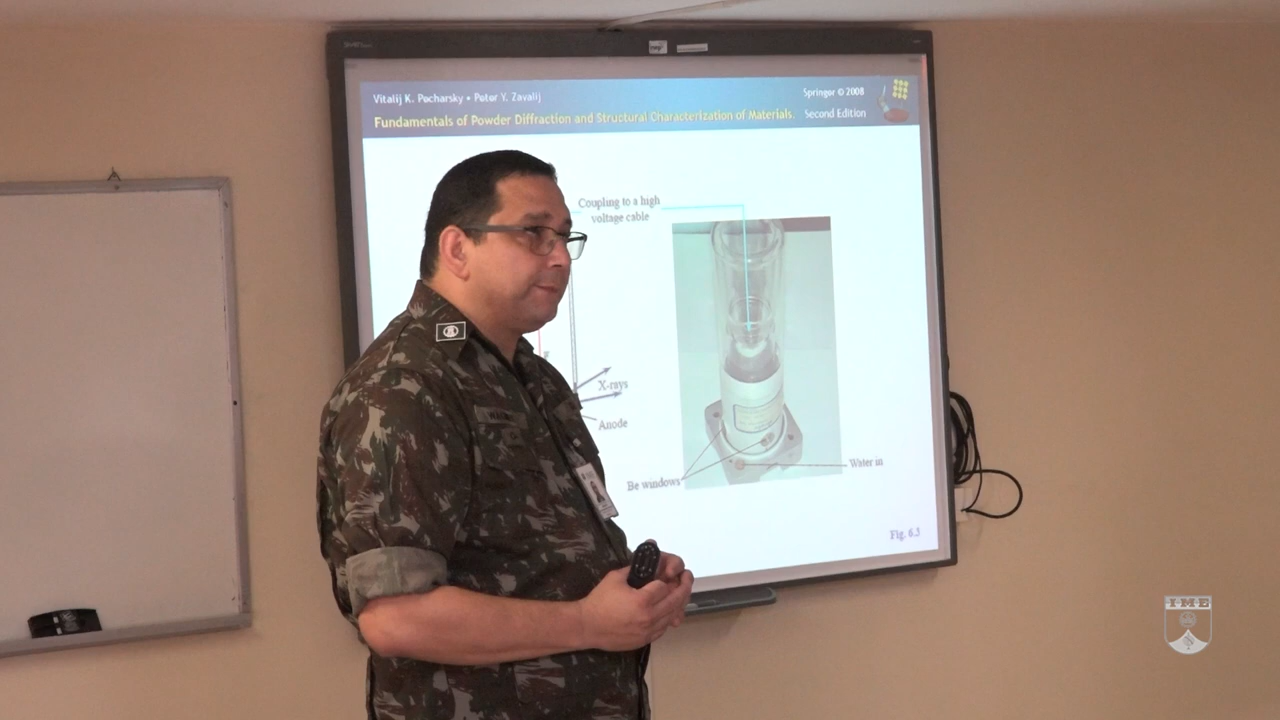 Vitalij K. Pecharsky • Peter Y. Zavalij
Springer © 2008
Fundamentals of Powder Diffraction and Structural Characterization of Materials.
Second Edition
Coupling to a high
voltage cable
X-rays
Anode
Be windows
Water in
Fig. 6.5
IME